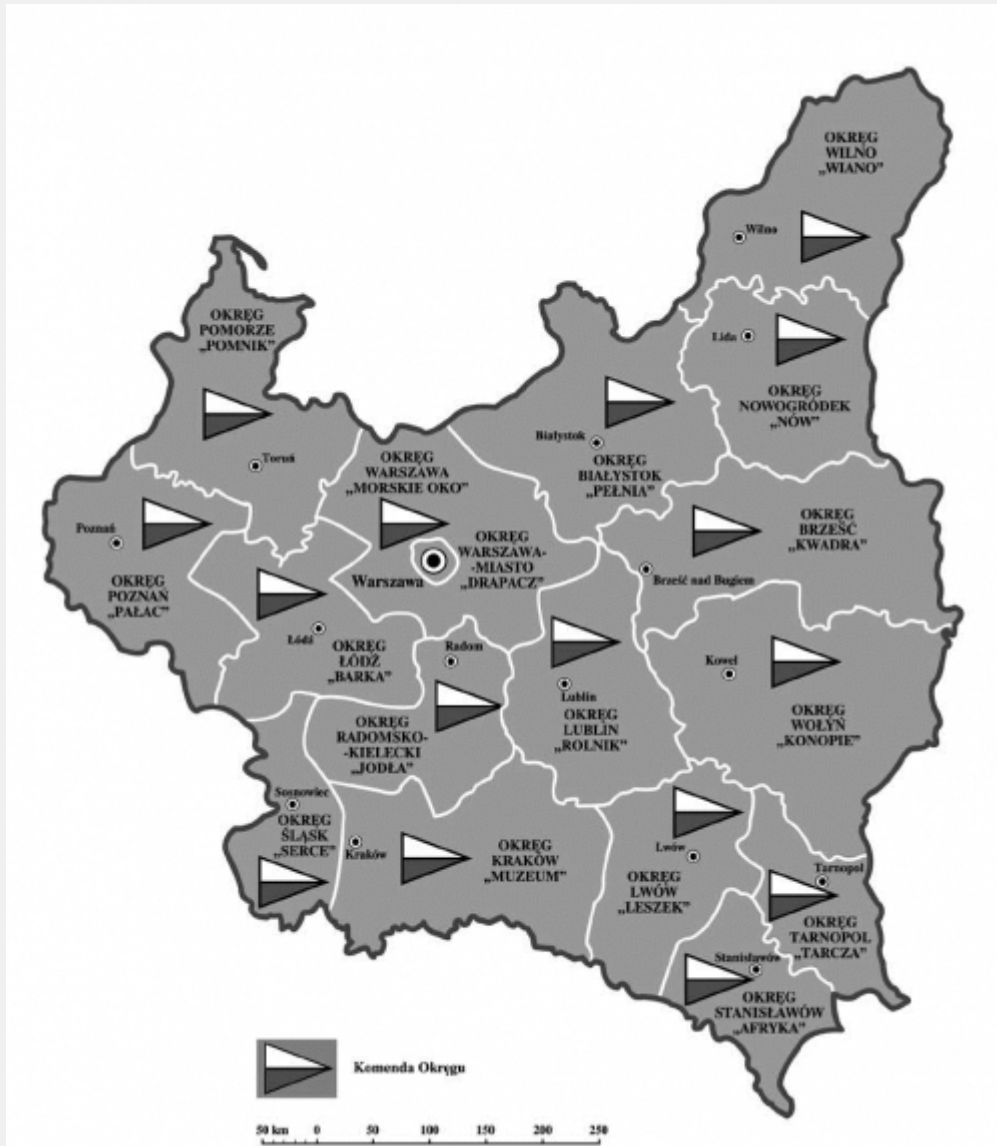 OKRĘG
WILNO
„WIANO”
Wilno
OKRĘG
POMORZE
„POMNIK”
Lida
OKRĘG
NOWOGRÓDEK
„NÓW”
Białystok
OKRĘG
BIAŁYSTOK
„PEŁNIA”
Toruń
OKRĘG
WARSZAWA
„MORSKIE OKO”
Poznań
OKRĘG
POZNAŃ
„PAŁAC”
OKRĘG
WARSZAWA-
-MIASTO
„DRAPACZ”
Warszawa
OKRĘG
BRZEŚĆ
„KWADRA”
Brześć nad Bugiem
Łódź
OKRĘG
ŁÓDŹ
„BARKA”
Radom
OKRĘG
RADOMSKO-
-KIELECKI
„JODŁA”
Lublin
OKRĘG
LUBLIN
„ROLNIK”
Kowel
OKRĘG
WOŁYŃ
„KONOPIE”
Sosnowiec
OKRĘG
ŚLĄSK
„SERCE”
Kraków
OKRĘG
KRAKÓW
„MUZEUM”
Lwów
OKRĘG
LWÓW
„LESZEK”
Tarnopol
OKRĘG
TARNOPOL
„TARCZA”
Stanisławów
OKRĘG
STANISŁAWÓW
„AFRYKA”
Komenda Okręgu
50 km 0 50 100 150 200 250